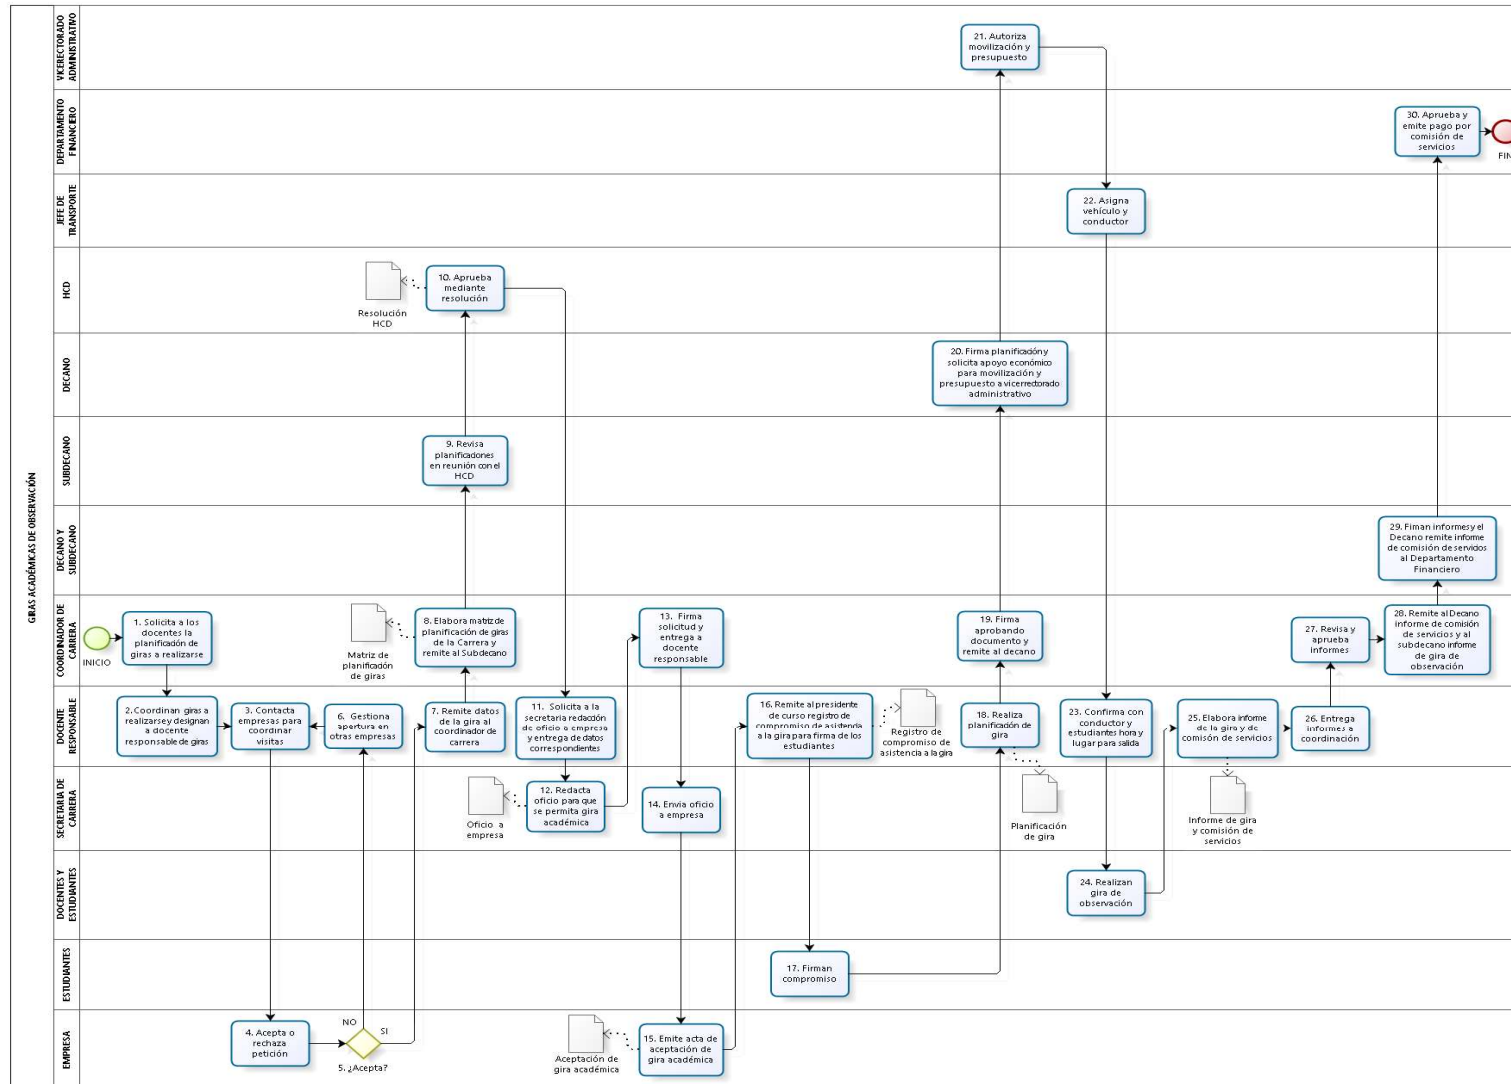 GIRAS ACADÉMICAS DE OBSERVACIÓN
VICERECTORADO
ADMINISTRATIVO
21. Autoriza
movilización y
presupuesto
DEPARTAMENTO
FINANCIERO
30. Aprueba y
emite pago por
comisión de
servicios
FIN
JEFE DE
TRANSPORTE
22. Asigna
vehículo y
conductor
HCD
Resolución
HCD
10. Aprueba
mediante
resolución
DECANO
20. Firma planificación y
solicita apoyo económico
para movilización y
presupuesto a vicerrectorado
administrativo
SUBDECANO
9. Revisa
planificaciones
en reunión con el
HCD
DECANO Y
SUBDECANO
29. Fiman informes y el
Decano remite informe
de comisión de servicios
al Departamento
Financiero
COORDINADOR DE
CARRERA
INICIO
1. Solicita a los
docentes la
planificación de
giras a realizarse
Matriz de
planificación
de giras
8. Elabora matriz de
planificación de giras
de la Carrera y
remite al Subdecano
13. Firma
solicitud y
entrega a
docente
responsable
19. Firma
aprobando
documento y
remite al decano
27. Revisa y
aprueba
informes
28. Remite al Decano
informe de comisión
de servicios y al
subdecano informe
de gira de
observación
DOCENTE
RESPONSABLE
2. Coordinan giras a
realizarse y designan
a docente
responsable de giras
3. Contacta
empresas para
coordinar
visitas
6. Gestiona
apertura en
otras empresas
7. Remite datos
de la gira al
coordinador de
carrera
11. Solicita a la
secretaria redacción
de oficio a empresa
y entrega de datos
correspondientes
16. Remite al presidente
de curso registro de
compromiso de asistencia
a la gira para firma de los
estudiantes
Registro de
compromiso de
asistencia a la gira
18. Realiza
planificación de
gira
23. Confirma con
conductor y
estudiantes hora y
lugar para salida
25. Elabora informe
de la gira y de
comisión de servicios
26. Entrega
informes a
coordinación
SECRETARIA DE
CARRERA
Oficio a
empresa
12. Redacta
oficio para que
se permita gira
académica
14. Envia oficio
a empresa
Planificación
de gira
Informe de gira
y comisión de
servicios
DOCENTES Y
ESTUDIANTES
24. Realizan
gira de
observación
ESTUDIANTES
17. Firman
compromiso
EMPRESA
4. Acepta o
rechaza
petición
NO
SI
5. ¿Acepta?
Aceptación de
gira académica
15. Emite acta de
aceptación de
gira académica